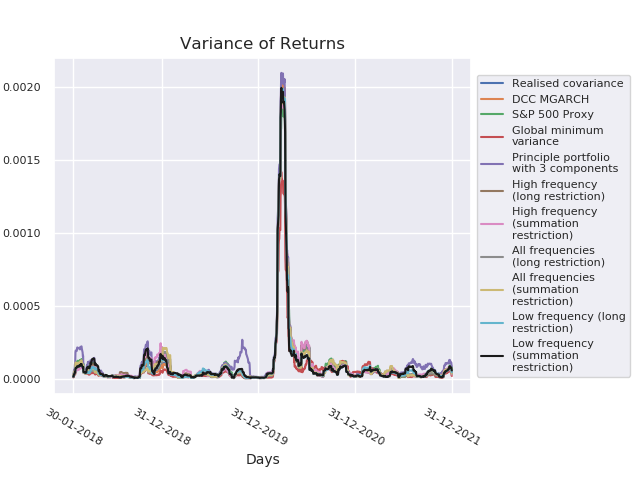 Variance of Returns
0.0020
0.0015
0.0010
0.0005
0.0000
30-01-2018
31-12-2018
31-12-2019
31-12-2020
31-12-2021
Days
Realised covariance
DCC MGARCH
S&P 500 Proxy
Global minimum
variance
Principle portfolio
with 3 components
High frequency
(long restriction)
High frequency
(summation
restriction)
All frequencies
(long restriction)
All frequencies
(summation
restriction)
Low frequency (long
restriction)
Low frequency
(summation
restriction)